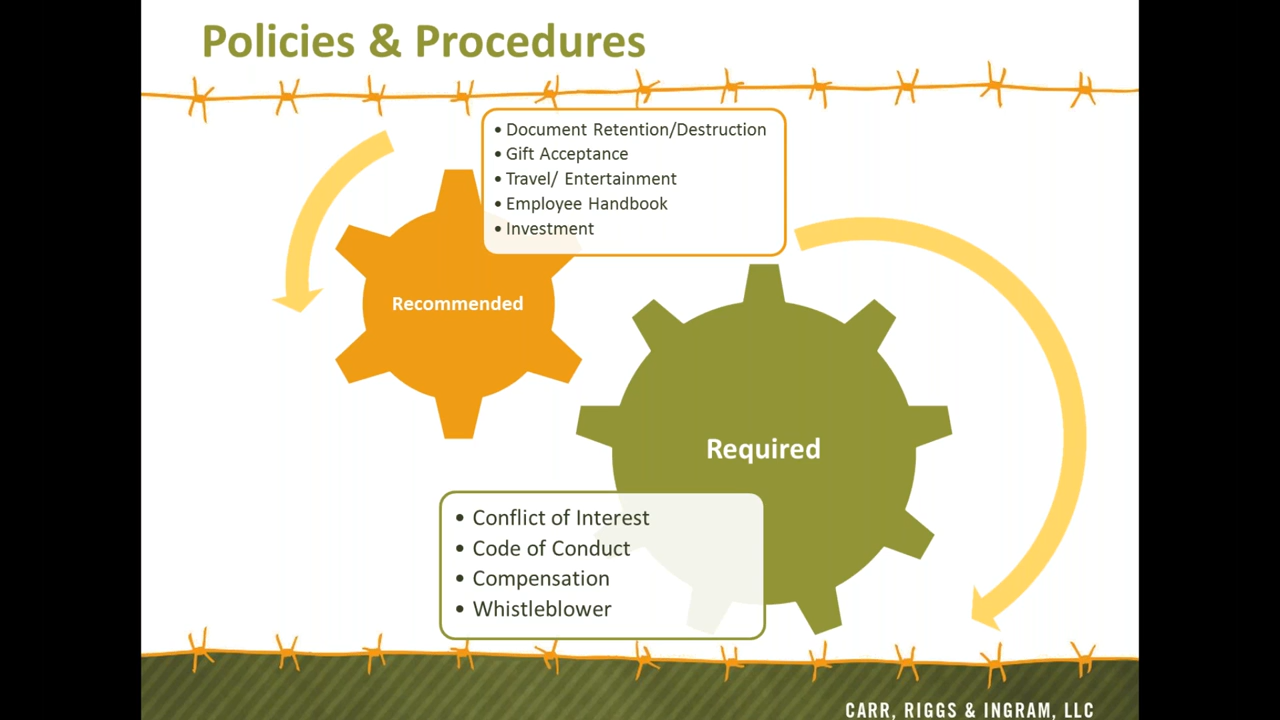 Policies & Procedures
• Document Retention/Destruction
• Gift Acceptance
• Travel/ Entertainment
• Employee Handbook
• Investment
Recommended
Required
• Conflict of Interest
• Code of Conduct
• Compensation
• Whistleblower
CARR, RIGGS & INGRAM, LLC